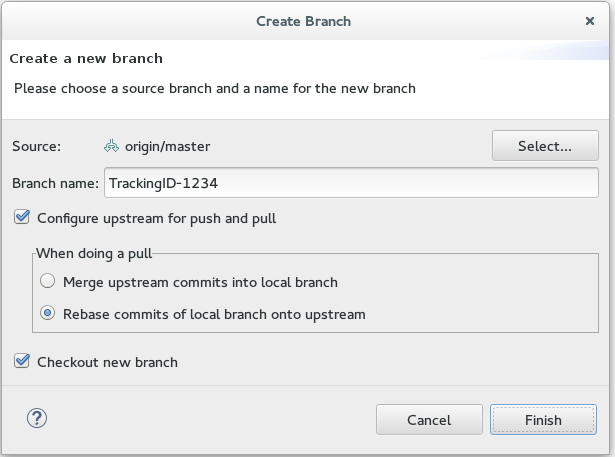 Create Branch
Create a new branch
Please choose a source branch and a name for the new branch
Source: origin/master Select...
Branch name: TrackingID-1234
Configure upstream for push and pull
When doing a pull
Merge upstream commits into local branch
Rebase commits of local branch onto upstream
Checkout new branch
? Cancel Finish